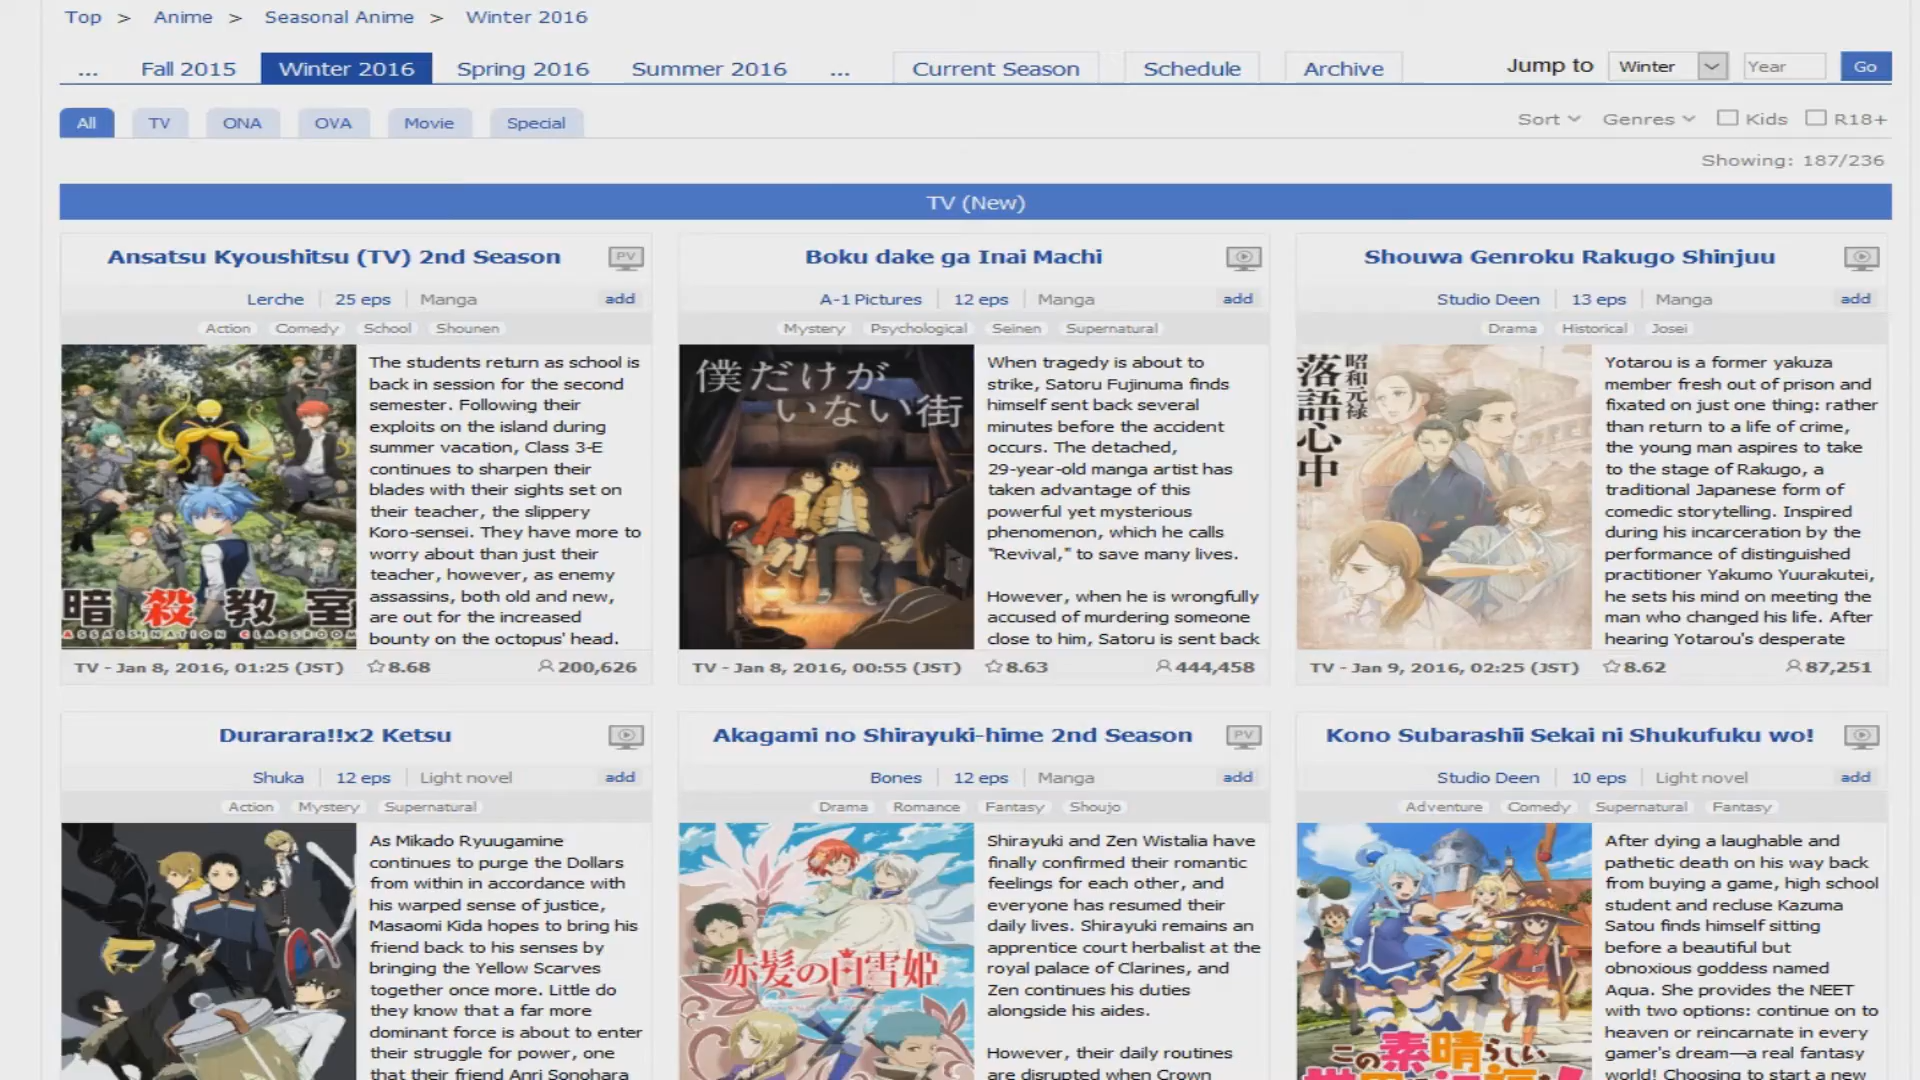 Top > Anime > Seasonal Anime > Winter 2016
... Fall 2015 Winter 2016 Spring 2016 Summer 2016 ... Current Season Schedule Archive Jump to Winter Year Go
All TV ONA OVA Movie Special Sort Genres Kids R18+
Showing: 187/236
TV (New)
Ansatsu Kyoushitsu (TV) 2nd Season PV
Lerche 25 eps Manga add
Action Comedy School Shounen
The students return as school is
back in session for the second
semester. Following their
exploits on the island during
summer vacation, Class 3-E
continues to sharpen their
blades with their sights set on
their teacher, the slippery
Koro-sensei. They have more to
worry about than just their
teacher, however, as enemy
assassins, both old and new,
are out for the increased
bounty on the octopus' head.
暗殺教室
ASSASSINATION CLASSROOM
TV - Jan 8, 2016, 01:25 (JST) 8.68 200,626
Boku dake ga Inai Machi
A-1 Pictures 12 eps Manga add
Mystery Psychological Seinen Supernatural
僕だけが
いない街
When tragedy is about to
strike, Satoru Fujinuma finds
himself sent back several
minutes before the accident
occurs. The detached,
29-year-old manga artist has
taken advantage of this
powerful yet mysterious
phenomenon, which he calls
"Revival," to save many lives.
However, when he is wrongfully
accused of murdering someone
close to him, Satoru is sent back
TV - Jan 8, 2016, 00:55 (JST) 8.63 444,458
Shouwa Genroku Rakugo Shinjuu
Studio Deen 13 eps Manga add
Drama Historical Josei
昭和元禄
落語心中
Yotarou is a former yakuza
member fresh out of prison and
fixated on just one thing: rather
than return to a life of crime,
the young man aspires to take
to the stage of Rakugo, a
traditional Japanese form of
comedic storytelling. Inspired
during his incarceration by the
performance of distinguished
practitioner Yakumo Yuurakutei,
he sets his mind on meeting the
man who changed his life. After
hearing Yotarou's desperate
TV - Jan 9, 2016, 02:25 (JST) 8.62 87,251
Durarara!!x2 Ketsu
Shuka 12 eps Light novel add
Action Mystery Supernatural
As Mikado Ryuugamine
continues to purge the Dollars
from within in accordance with
his warped sense of justice,
Masaomi Kida hopes to bring his
friend back to his senses by
bringing the Yellow Scarves
together once more. Little do
they know that a far more
dominant force is about to enter
their struggle for power, one
that their friend Anri Sonohara
Akagami no Shirayuki-hime 2nd Season PV
Bones 12 eps Manga add
Drama Romance Fantasy Shoujo
赤髪の白雪姫
Shirayuki and Zen Wistalia have
finally confirmed their romantic
feelings for each other, and
everyone has resumed their
daily lives. Shirayuki remains an
apprentice court herbalist at the
royal palace of Clarines, and
Zen continues his duties
alongside his aides.
However, their daily routines
are disrupted when Crown
Kono Subarashii Sekai ni Shukufuku wo!
Studio Deen 10 eps Light novel add
Adventure Comedy Supernatural Fantasy
この素晴らしい
After dying a laughable and
pathetic death on his way back
from buying a game, high school
student and recluse Kazuma
Satou finds himself sitting
before a beautiful but
obnoxious goddess named
Aqua. She provides the NEET
with two options: continue on to
heaven or reincarnate in every
gamer's dream—a real fantasy
world! Choosing to start a new